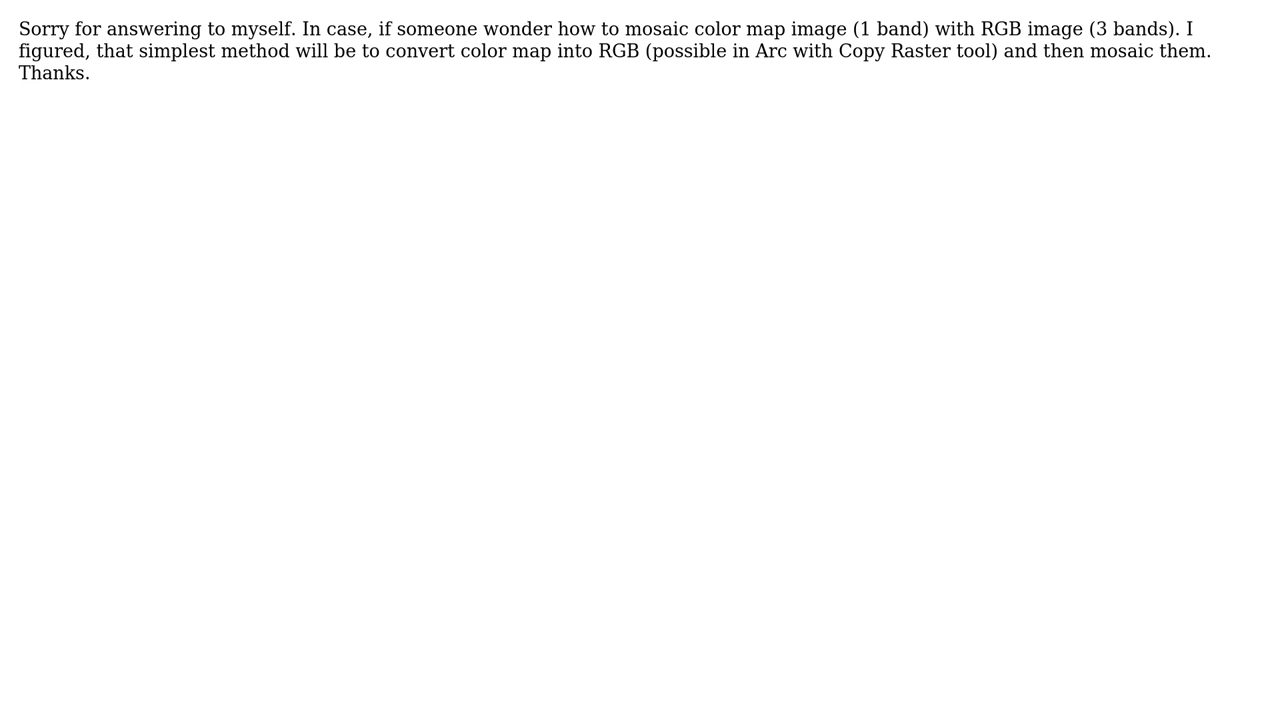 Sorry for answering to myself. In case, if someone wonder how to mosaic color map image (1 band) with RGB image (3 bands). I
figured, that simplest method will be to convert color map into RGB (possible in Arc with Copy Raster tool) and then mosaic them.
Thanks.